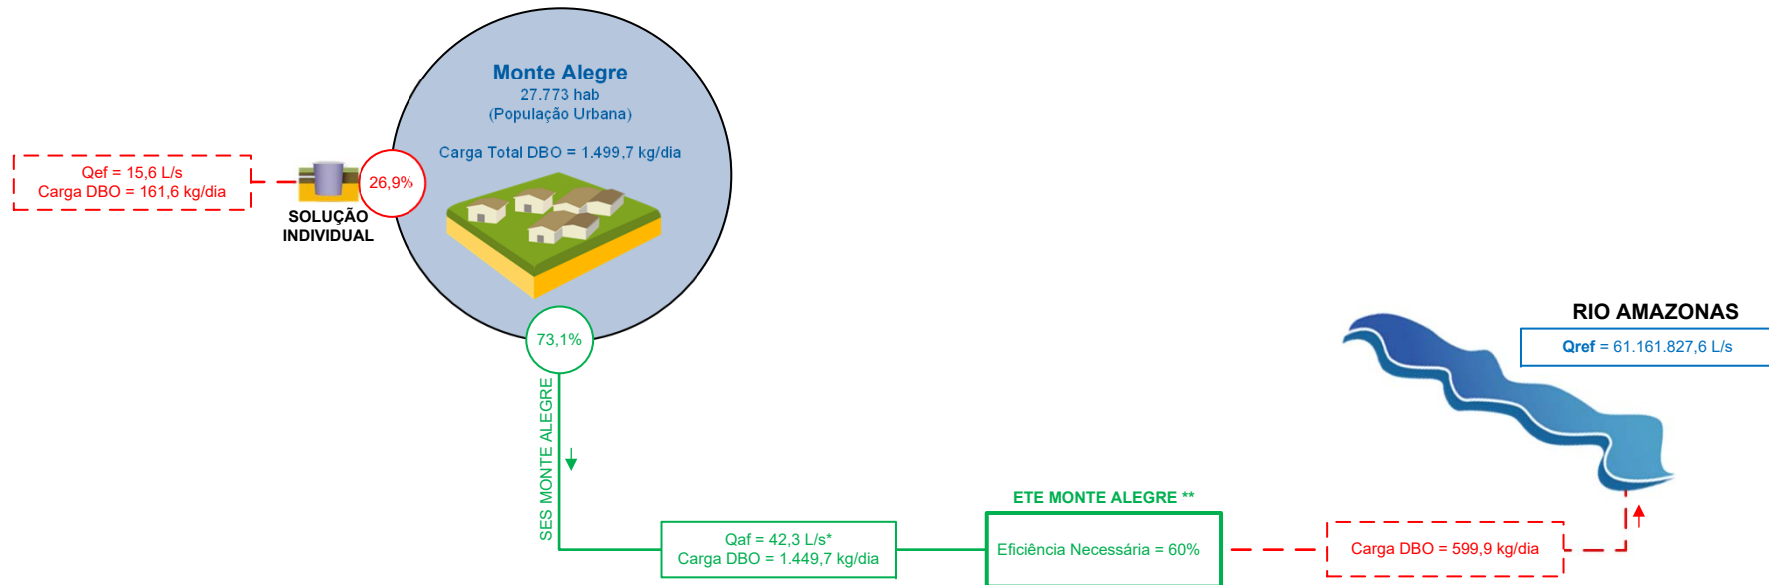 Monte Alegre
27.773 hab
(População Urbana)
Carga Total DBO = 1.499,7 kg/dia
Qef = 15,6 L/s
Carga DBO = 161,6 kg/dia
26,9%
SOLUÇÃO
INDIVIDUAL
73,1%
SES MONTE ALEGRE
RIO AMAZONAS
Qref = 61.161.827,6 L/s
ETE MONTE ALEGRE **
Qaf = 42,3 L/s*
Carga DBO = 1.449,7 kg/dia
Eficiência Necessária = 60%
Carga DBO = 599,9 kg/dia